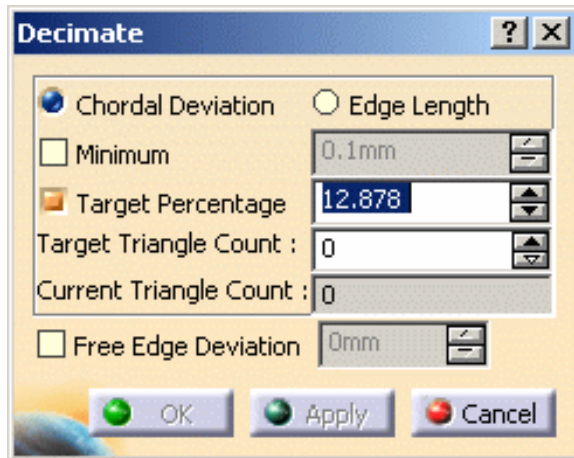 Decimate ?
Chordal Deviation Edge Length
Minimum 0.1mm
Target Percentage 12.878
Target Triangle Count : 0
Current Triangle Count : 0
Free Edge Deviation 0mm
OK Apply Cancel